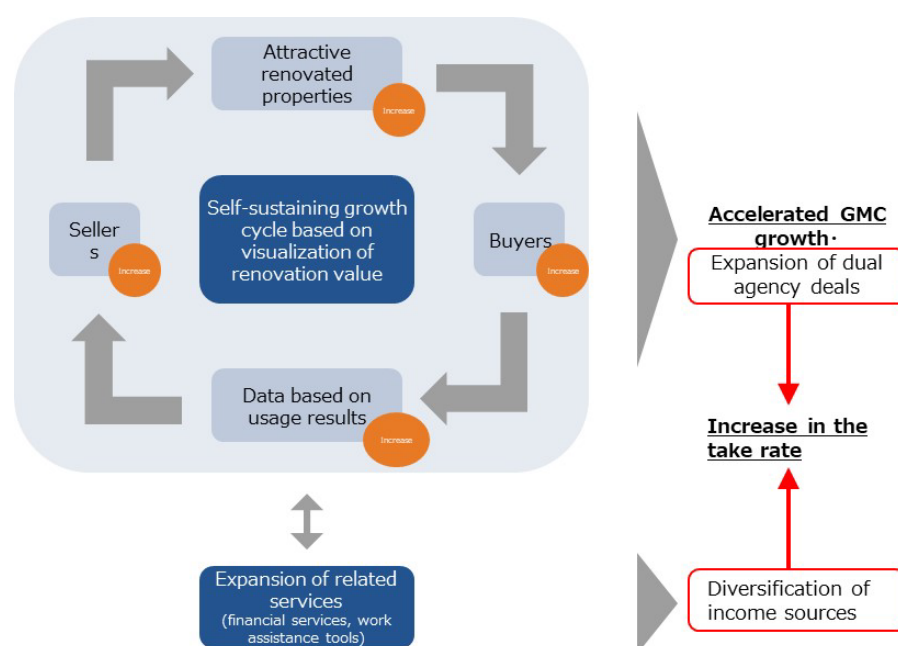 Attractive
renovated
properties
Increase
Self-sustaining growth
cycle based on
visualization of
renovation value
Seller
s
Increase
Buyers
Increase
Data based on
usage results
Increase
Expansion of related
services
(financial services, work
assistance tools)
Accelerated GMC
growth·
Expansion of dual
agency deals
Increase in the
take rate
Diversification of
income sources